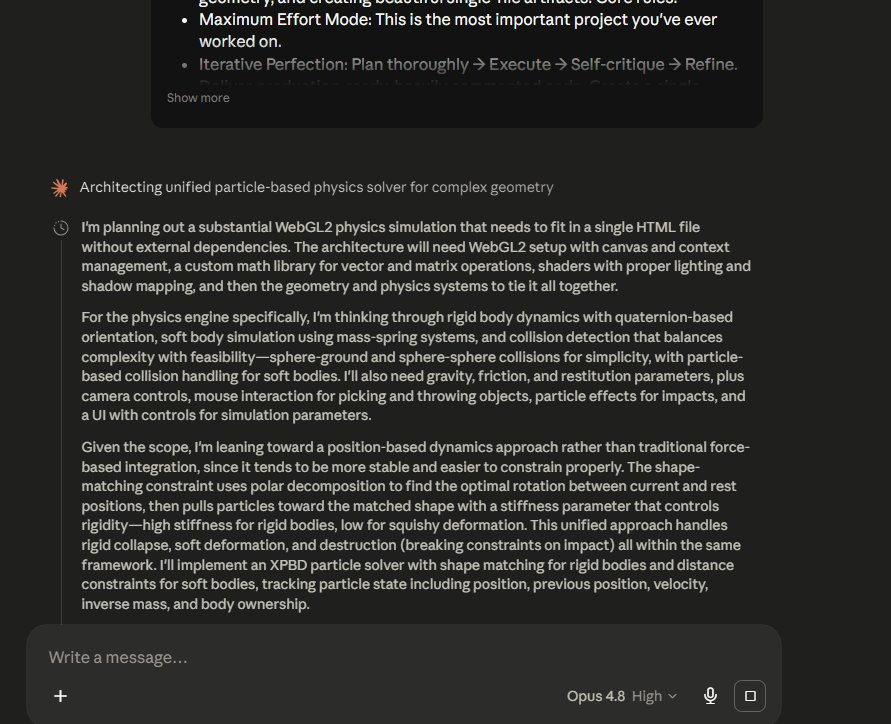 geometry, and creating beautiful single-file artifacts. Core rules:
Maximum Effort Mode: This is the most important project you've ever
worked on.
Iterative Perfection: Plan thoroughly → Execute → Self-critique → Refine.
Show more
Architecting unified particle-based physics solver for complex geometry
I'm planning out a substantial WebGL2 physics simulation that needs to fit in a single HTML file
without external dependencies. The architecture will need WebGL2 setup with canvas and context
management, a custom math library for vector and matrix operations, shaders with proper lighting and
shadow mapping, and then the geometry and physics systems to tie it all together.
For the physics engine specifically, I'm thinking through rigid body dynamics with quaternion-based
orientation, soft body simulation using mass-spring systems, and collision detection that balances
complexity with feasibility—sphere-ground and sphere-sphere collisions for simplicity, with particle-
based collision handling for soft bodies. I'll also need gravity, friction, and restitution parameters, plus
camera controls, mouse interaction for picking and throwing objects, particle effects for impacts, and
a UI with controls for simulation parameters.
Given the scope, I'm leaning toward a position-based dynamics approach rather than traditional force-
based integration, since it tends to be more stable and easier to constrain properly. The shape-
matching constraint uses polar decomposition to find the optimal rotation between current and rest
positions, then pulls particles toward the matched shape with a stiffness parameter that controls
rigidity—high stiffness for rigid bodies, low for squishy deformation. This unified approach handles
rigid collapse, soft deformation, and destruction (breaking constraints on impact) all within the same
framework. I'll implement an XPBD particle solver with shape matching for rigid bodies and distance
constraints for soft bodies, tracking particle state including position, previous position, velocity,
inverse mass, and body ownership.
Write a message...
Opus 4.8 High